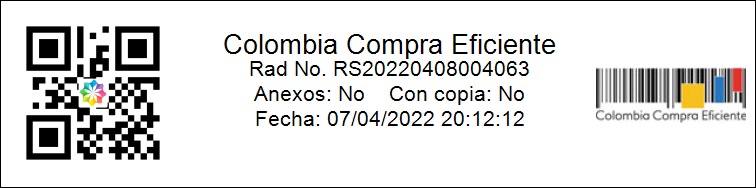 Colombia Compra Eficiente
Rad No. RS20220408004063
Anexos: No Con copia: No
Fecha: 07/04/2022 20:12:12
Colombia Compra Eficiente